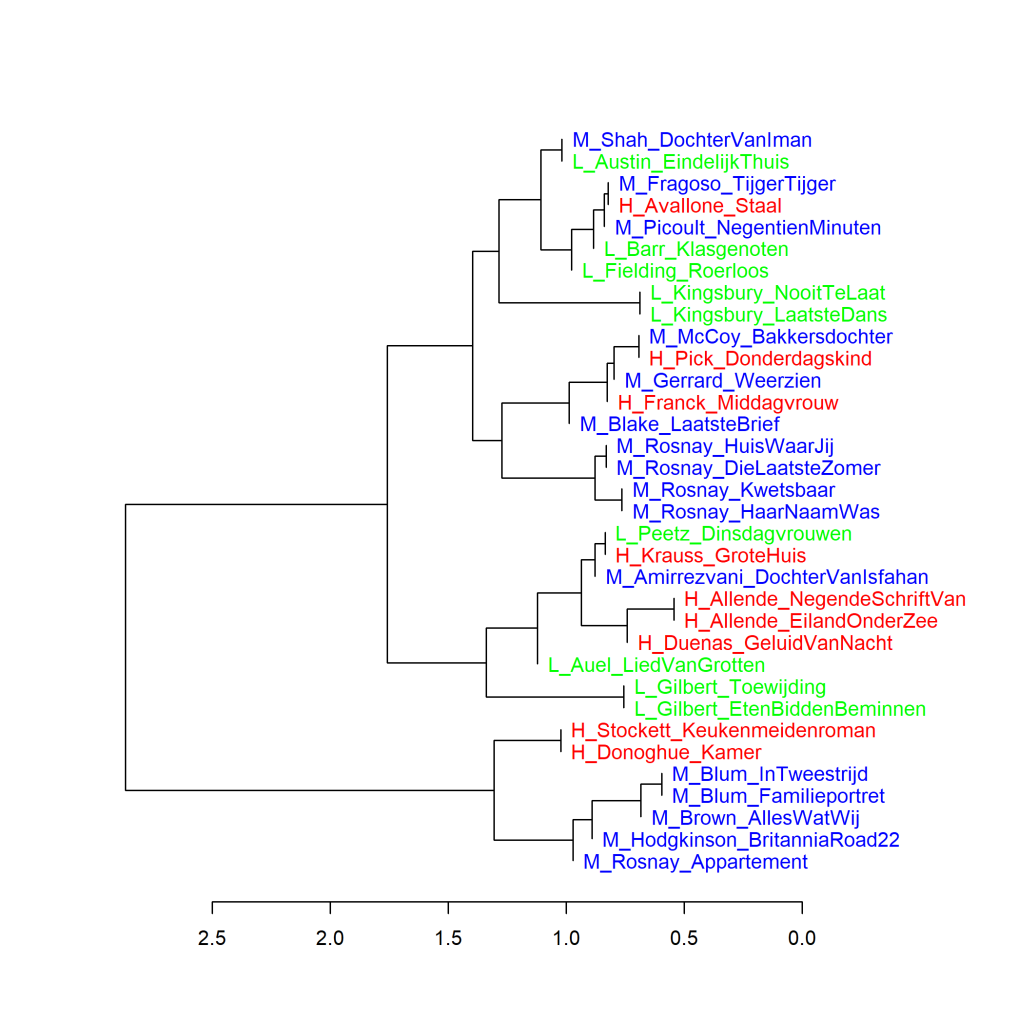 M_Shah_DochterVanIman
L_Austin_EindelijkThuis
M_Fragoso_TijgerTijger
H_Avallone_Staal
M_Picoult_NegentienMinuten
L_Barr_Klasgenoten
L_Fielding_Roerloos
L_Kingsbury_NooitTeLaat
L_Kingsbury_LaatsteDans
M_McCoy_Bakkersdochter
H_Pick_Donderdagskind
M_Gerrard_Weerzien
H_Franck_Middagvrouw
M_Blake_LaatsteBrief
M_Rosnay_HuisWaarJij
M_Rosnay_DieLaatsteZomer
M_Rosnay_Kwetsbaar
M_Rosnay_HaarNaamWas
L_Peetz_Dinsdagvrouwen
H_Krauss_GroteHuis
M_Amirrezvani_DochterVanIsfahan
H_Allende_NegendeSchriftVan
H_Allende_EilandOnderZee
H_Duenas_GeluidVanNacht
L_Auel_LiedVanGrotten
L_Gilbert_Toewijding
L_Gilbert_EtenBiddenBeminnen
H_Stockett_Keukenmeidenroman
H_Donoghue_Kamer
M_Blum_InTweestrijd
M_Blum_Familieportret
M_Brown_AllesWatWij
M_Hodgkinson_BritanniaRoad22
M_Rosnay_Appartement
2.5 2.0 1.5 1.0 0.5 0.0